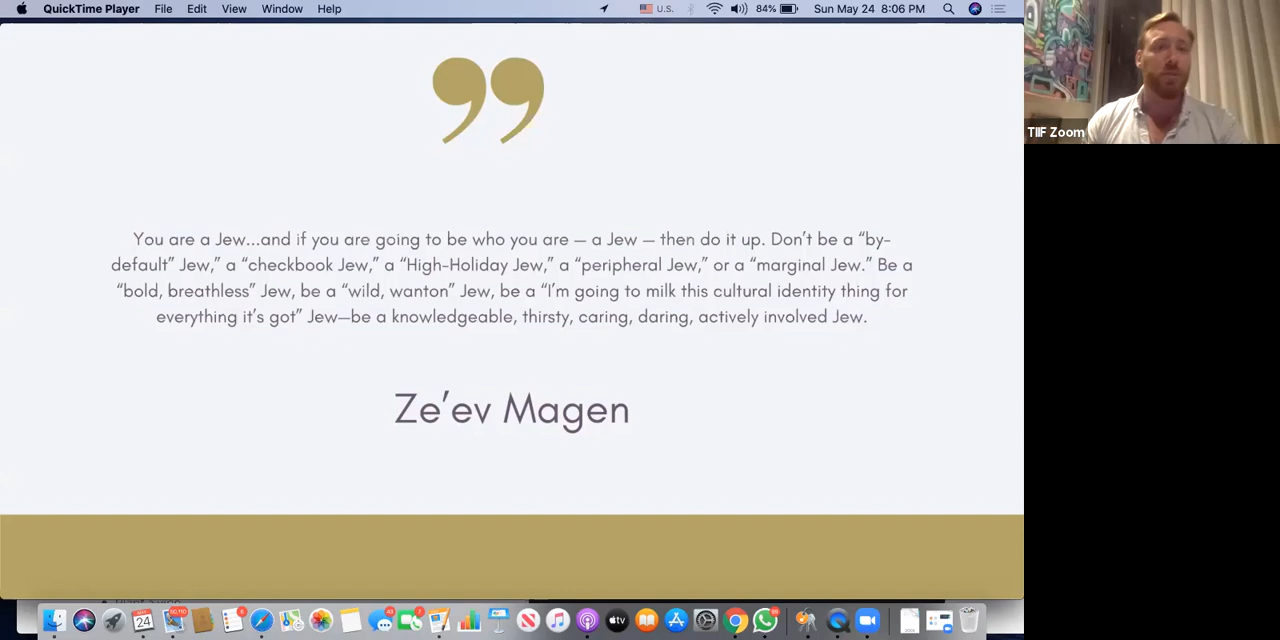 QuickTime Player File Edit View Window Help U.S. 84% Sun May 24 8:06 PM
”
You are a Jew...and if you are going to be who you are — a Jew — then do it up. Don’t be a “by-
default” Jew,” a “checkbook Jew,” a “High-Holiday Jew,” a “peripheral Jew,” or a “marginal Jew.” Be a
“bold, breathless” Jew, be a “wild, wanton” Jew, be a “I’m going to milk this cultural identity thing for
everything it’s got” Jew—be a knowledgeable, thirsty, caring, daring, actively involved Jew.
Ze’ev Magen
TIIF Zoom
24
tv